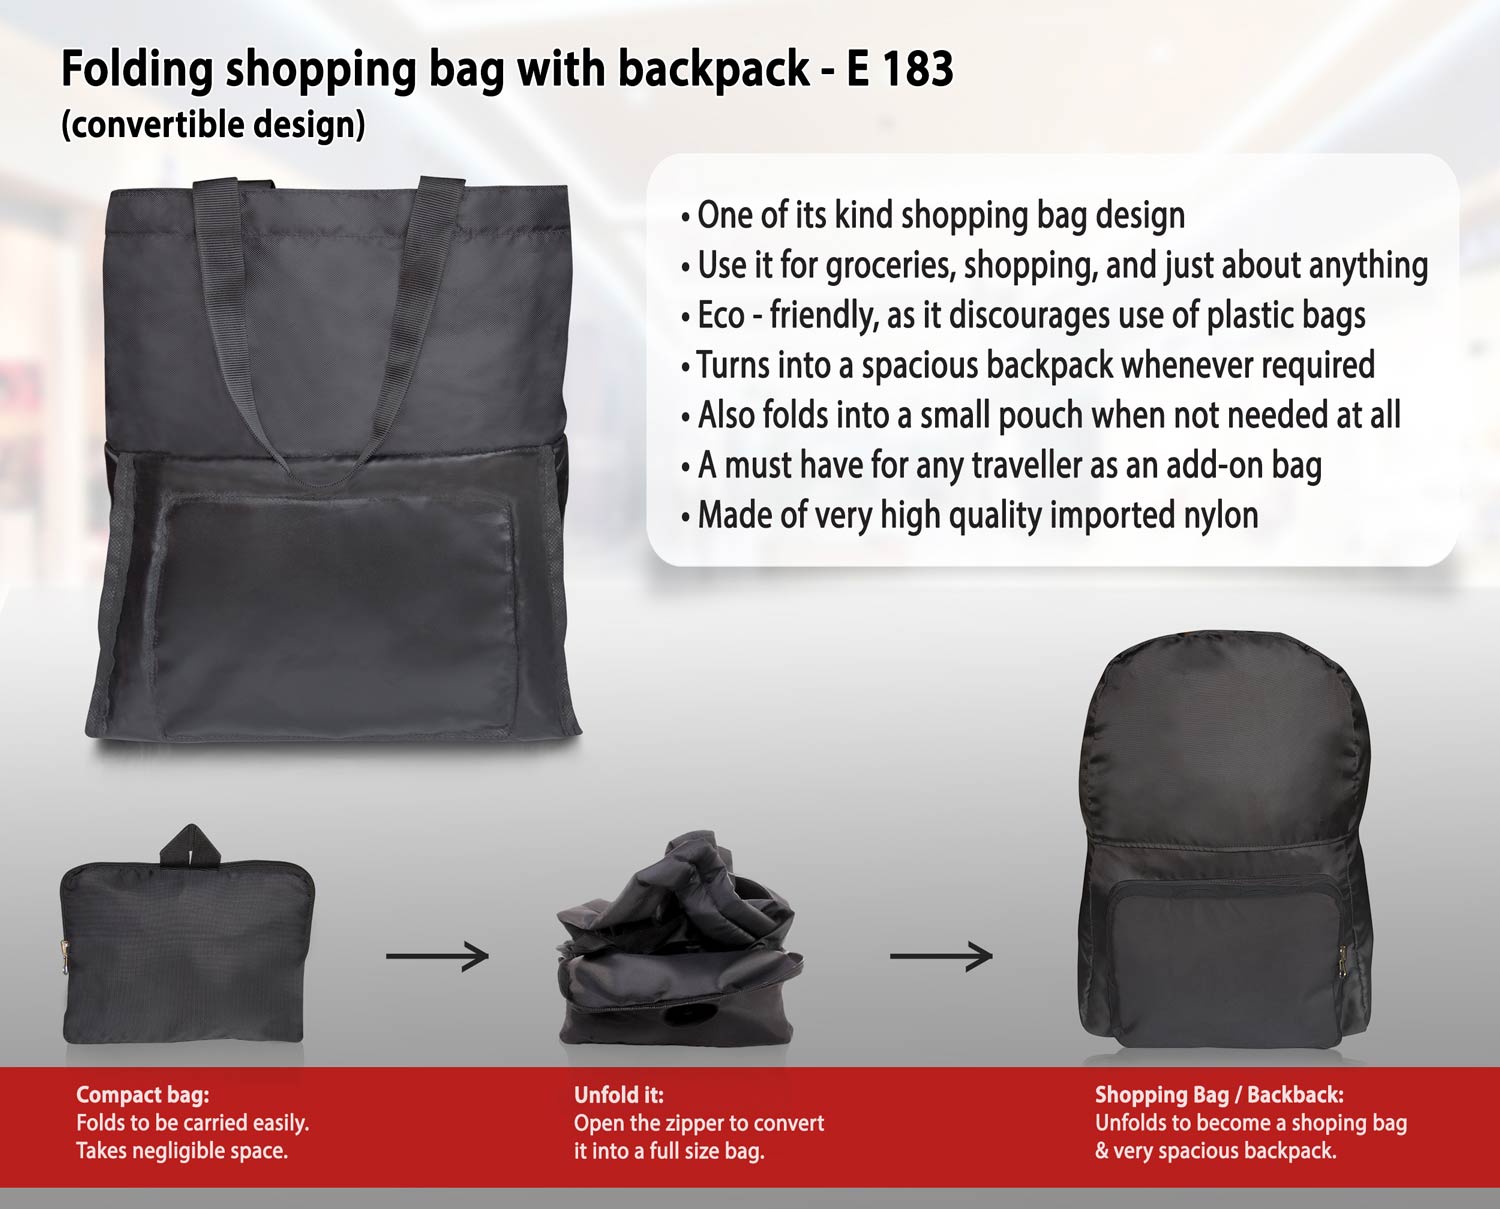 Folding shopping bag with backpack - E 183
(convertible design)
• One of its kind shopping bag design
• Use it for groceries, shopping, and just about anything
• Eco - friendly, as it discourages use of plastic bags
• Turns into a spacious backpack whenever required
• Also folds into a small pouch when not needed at all
• A must have for any traveller as an add-on bag
• Made of very high quality imported nylon
Compact bag:
Folds to be carried easily.
Takes negligible space.
Unfold it:
Open the zipper to convert
it into a full size bag.
Shopping Bag / Backback:
Unfolds to become a shoping bag
& very spacious backpack.